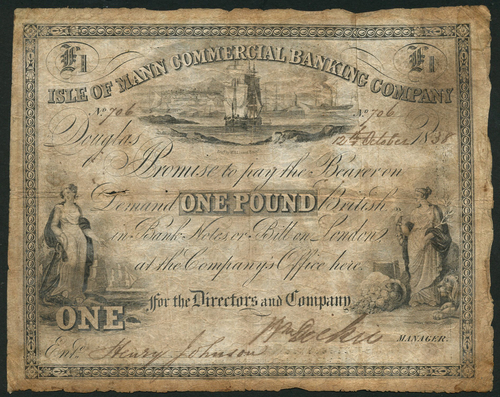 £1 £1
ISLE OF MANN COMMERCIAL BANKING COMPANY
No. 706 No. 706
Douglas 12th October 1838
Promise to pay the Bearer on
Demand ONE POUND British
in Bank Notes or Bill on London
at the Company's Office here.
For the Directors and Company
ONE
MANAGER.
Entd. Henry Johnson